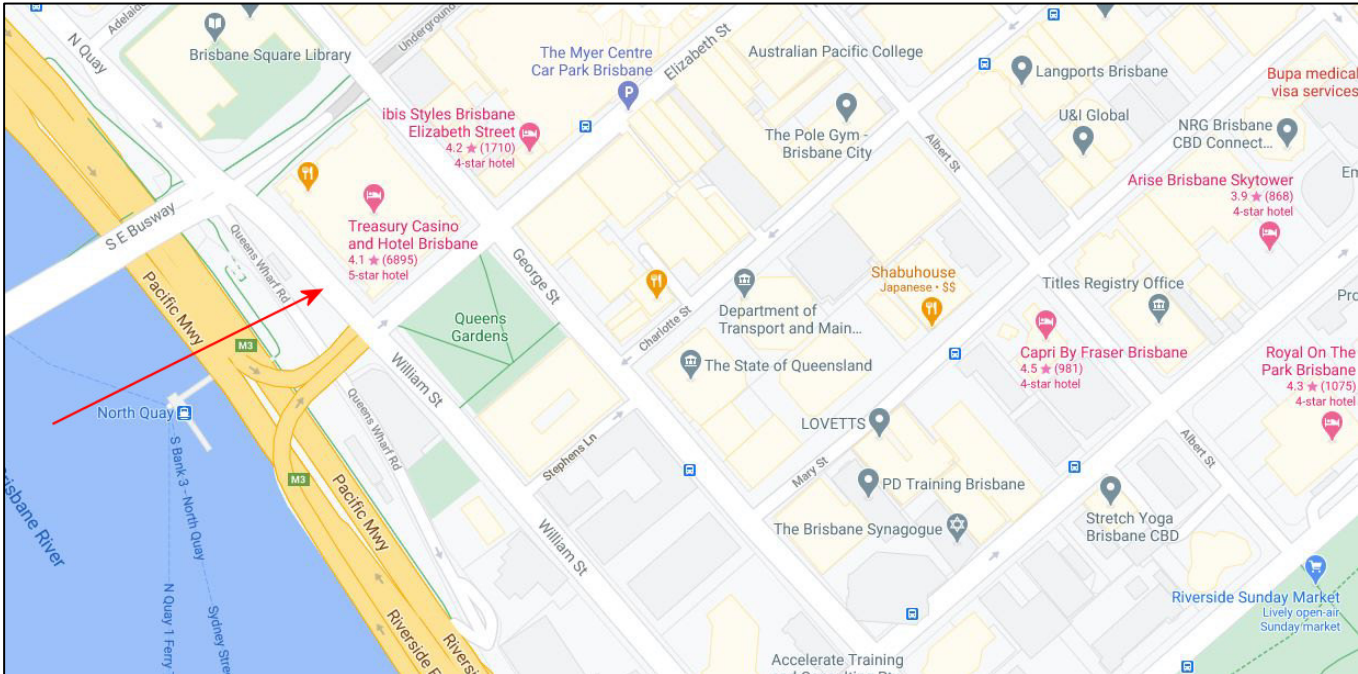 N Quay
Adelaide
Brisbane Square Library
Underground
The Myer Centre
Car Park Brisbane
Elizabeth St
Australian Pacific College
Langports Brisbane
Bupa medical
visa services
ibis Styles Brisbane
Elizabeth Street
4.2 ★ (1710)
4-star hotel
P
The Pole Gym -
Brisbane City
U&I Global
NRG Brisbane
CBD Connect...
Albert St
Em
Arise Brisbane Skytower
3.9 ★ (868)
4-star hotel
S E Busway
Queens Wharf Rd
Treasury Casino
and Hotel Brisbane
4.1 ★ (6895)
5-star hotel
George St
Shabuhouse
Japanese • $$
Titles Registry Office
Pacific Mwy
M3
Queens
Gardens
Charlotte St
Department of
Transport and Main...
Pro
The State of Queensland
Capri By Fraser Brisbane
4.5 ★ (981)
4-star hotel
Royal On The
Park Brisbane
4.3 ★ (1075)
4-star hotel
North Quay
William St
Queens Wharf Rd
LOVETTS
Albert St
S Bank 3 - North Quay
M3
Stephens Ln
Mary St
PD Training Brisbane
Pacific Mwy
The Brisbane Synagogue
Stretch Yoga
Brisbane CBD
Brisbane River
William St
N Quay 1 Ferry
Sydney Stre
Riverside E
Riversi
Riverside Sunday Market
Lively open-air
Sunday market
Accelerate Training